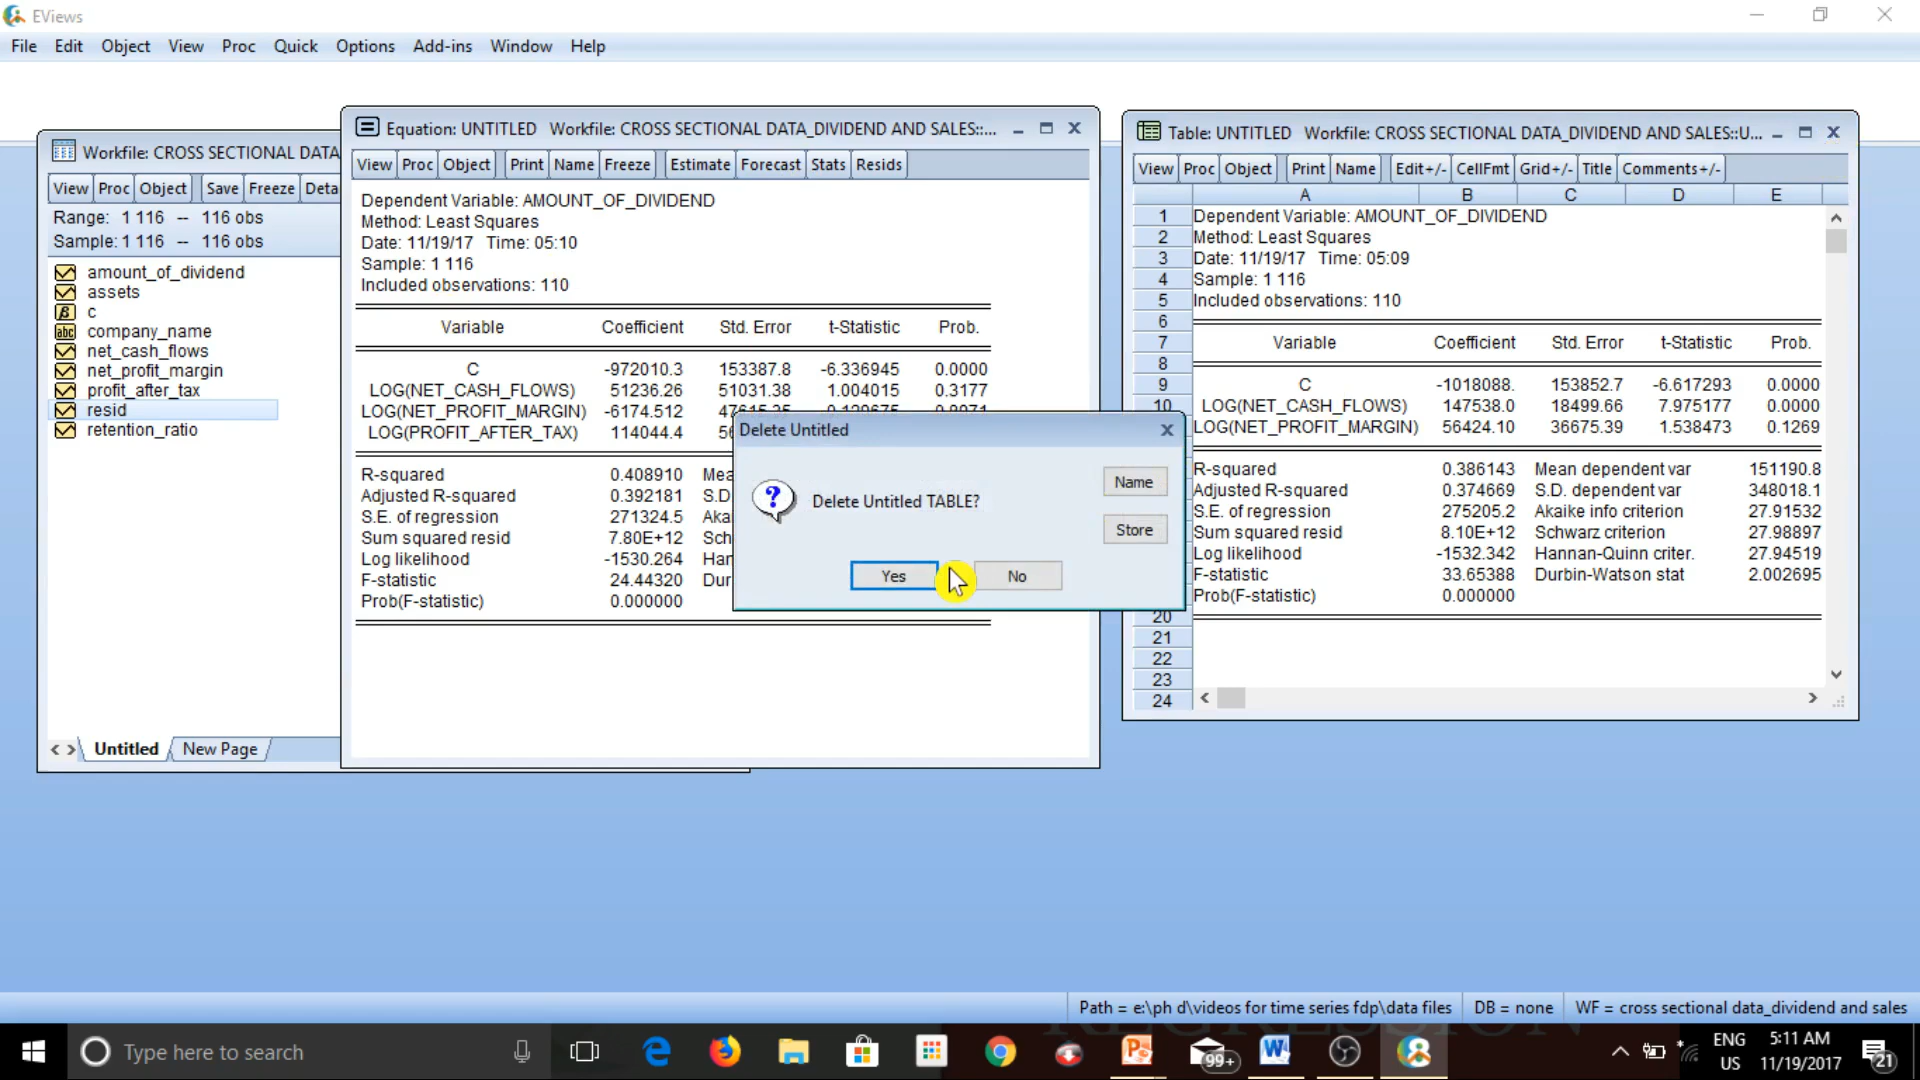 EViews
File Edit Object View Proc Quick Options Add-ins Window Help
Workfile: CROSS SECTIONAL DATA
View Proc Object Save Freeze Deta
Range: 1 116 -- 116 obs
Sample: 1 116 -- 116 obs
amount_of_dividend
assets
β c
abc company_name
net_cash_flows
net_profit_margin
profit_after_tax
resid
retention_ratio
< > Untitled New Page
Equation: UNTITLED Workfile: CROSS SECTIONAL DATA_DIVIDEND AND SALES::...
View Proc Object Print Name Freeze Estimate Forecast Stats Resids
Dependent Variable: AMOUNT_OF_DIVIDEND
Method: Least Squares
Date: 11/19/17 Time: 05:10
Sample: 1 116
Included observations: 110
Variable Coefficient Std. Error t-Statistic Prob.
C -972010.3 153387.8 -6.336945 0.0000
LOG(NET_CASH_FLOWS) 51236.26 51031.38 1.004015 0.3177
LOG(NET_PROFIT_MARGIN) -6174.512
LOG(PROFIT_AFTER_TAX) 114044.4 56
R-squared 0.408910 Mea
Adjusted R-squared 0.392181 S.D
S.E. of regression 271324.5 Aka
Sum squared resid 7.80E+12 Sch
Log likelihood -1530.264 Han
F-statistic 24.44320 Dur
Prob(F-statistic) 0.000000
Delete Untitled
Delete Untitled TABLE?
Name
Store
Yes No
Table: UNTITLED Workfile: CROSS SECTIONAL DATA_DIVIDEND AND SALES::U...
View Proc Object Print Name Edit+/- CellFmt Grid+/- Title Comments+/-
A B C D E
1 Dependent Variable: AMOUNT_OF_DIVIDEND
2 Method: Least Squares
3 Date: 11/19/17 Time: 05:09
4 Sample: 1 116
5 Included observations: 110
6
7 Variable Coefficient Std. Error t-Statistic Prob.
8
9 C -1018088. 153852.7 -6.617293 0.0000
10 LOG(NET_CASH_FLOWS) 147538.0 18499.66 7.975177 0.0000
LOG(NET_PROFIT_MARGIN) 56424.10 36675.39 1.538473 0.1269
R-squared 0.386143 Mean dependent var 151190.8
Adjusted R-squared 0.374669 S.D. dependent var 348018.1
S.E. of regression 275205.2 Akaike info criterion 27.91532
Sum squared resid 8.10E+12 Schwarz criterion 27.98897
Log likelihood -1532.342 Hannan-Quinn criter. 27.94519
F-statistic 33.65388 Durbin-Watson stat 2.002695
Prob(F-statistic) 0.000000
20
21
22
23
24
Path = e:\ph d\videos for time series fdp\data files DB = none WF = cross sectional data_dividend and sales
Type here to search
99+
ENG
US
5:11 AM
11/19/2017
21